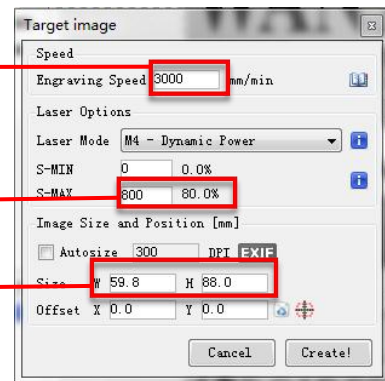 Target image
Speed
Engraving Speed 3000 mm/min
Laser Options
Laser Mode M4 - Dynamic Power
S-MIN 0 0.0%
S-MAX 800 80.0%
Image Size and Position [mm]
Autosize 300 DPI EXIF
Size W 59.8 H 88.0
Offset X 0.0 Y 0.0
Cancel Create!